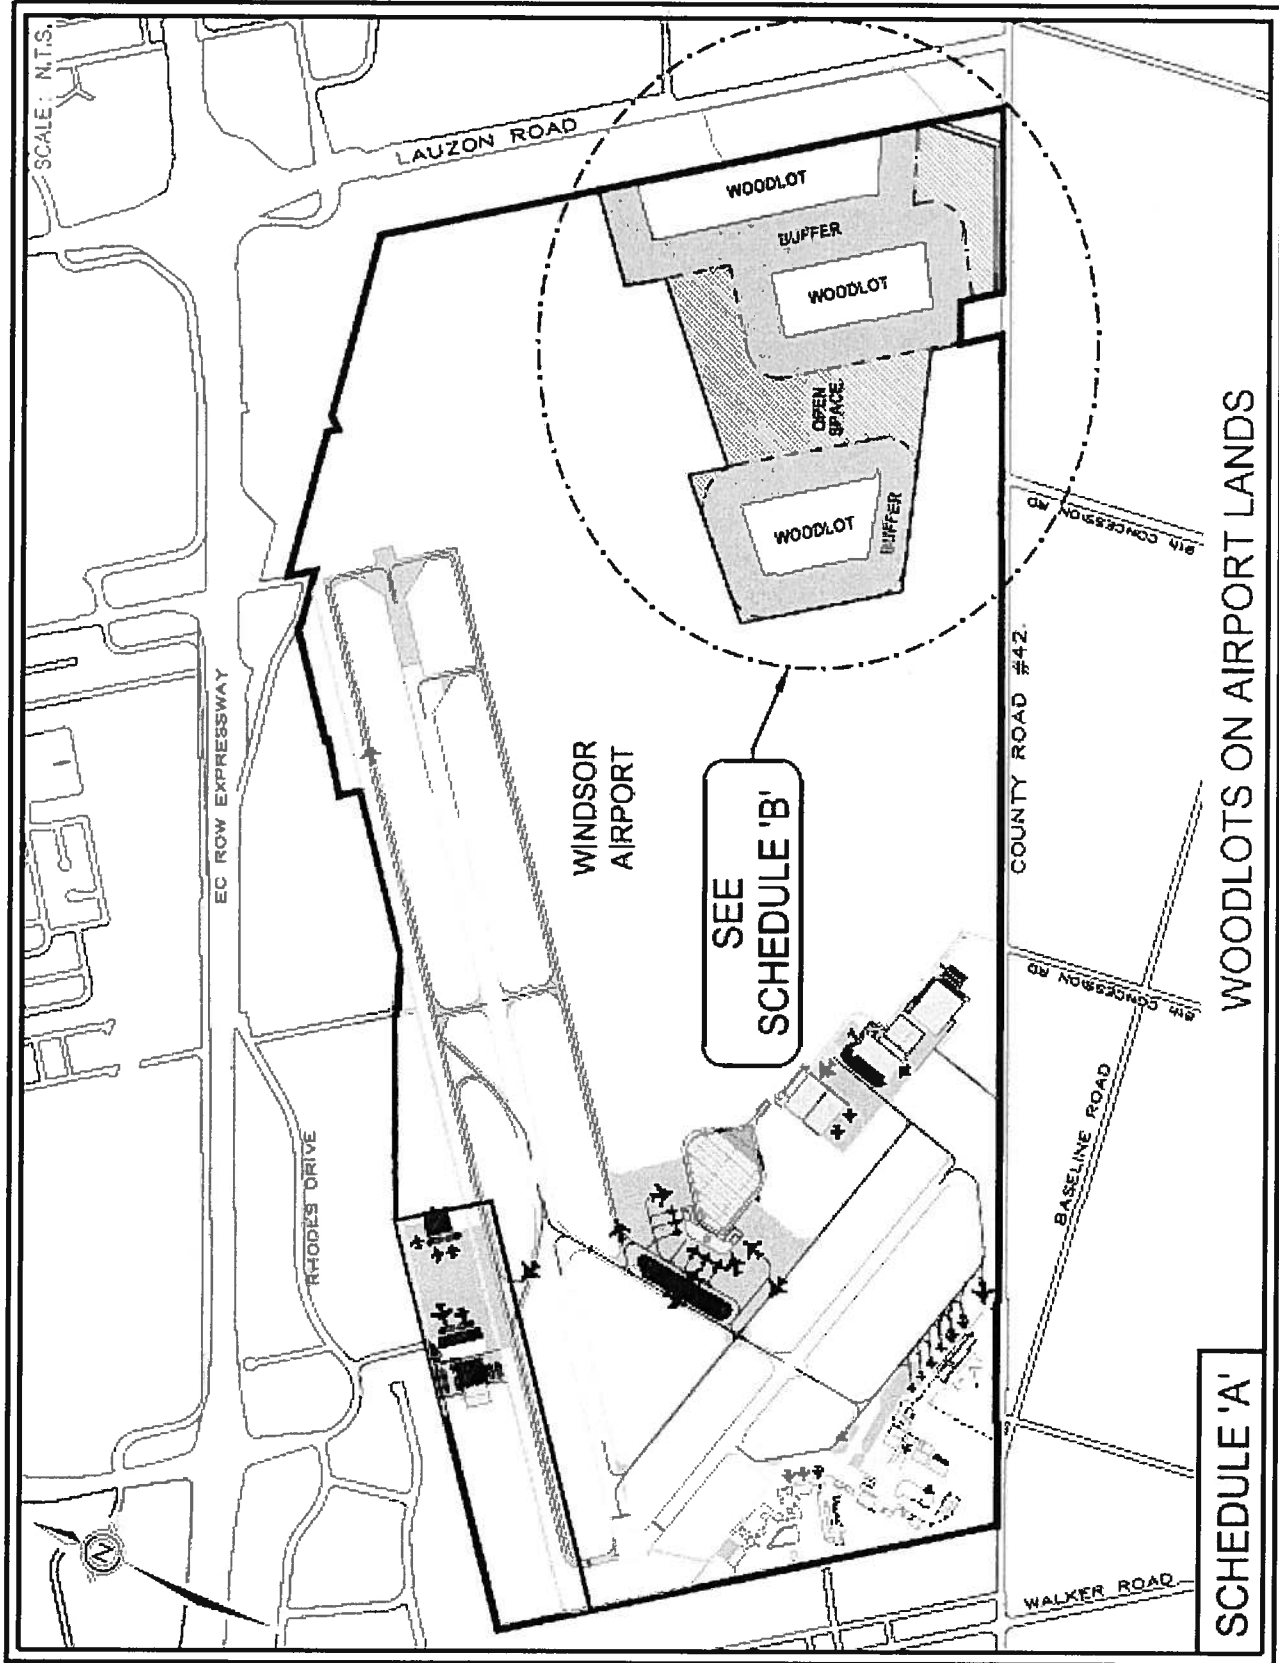 SCALE: N.T.S.
LAUZON ROAD
EC ROW EXPRESSWAY
RHODES DRIVE
WINDSOR
AIRPORT
WOODLOT
BUFFER
WOODLOT
OPEN
SPACE
WOODLOT
BUFFER
SEE
SCHEDULE 'B'
COUNTY ROAD #42
9th CONCESSION RD
8th CONCESSION RD
BASELINE ROAD
WALKER ROAD
N
WOODLOTS ON AIRPORT LANDS
SCHEDULE 'A'